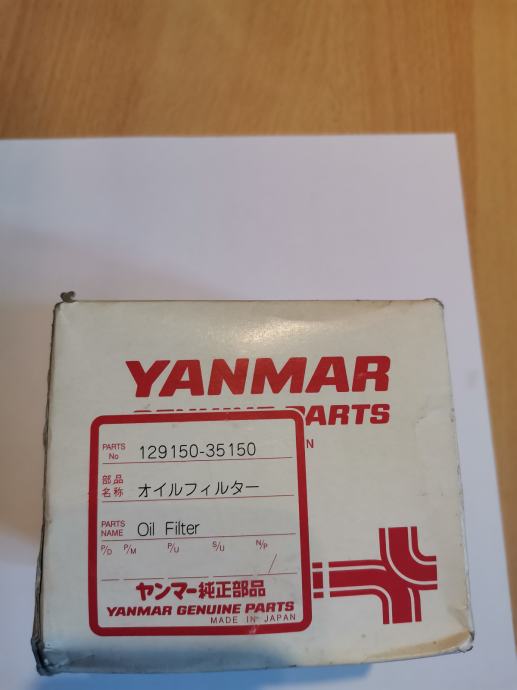 YANMAR
GENUINE PARTS
PARTS No 129150-35150
部品名称 オイルフィルター
PARTS NAME Oil Filter
P/D P/M P/U S/U N/P
/
ヤンマー純正部品
YANMAR GENUINE PARTS
MADE IN JAPAN